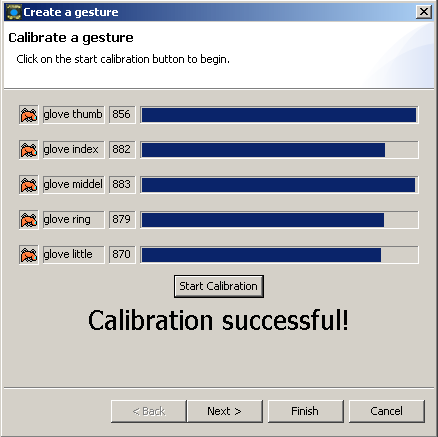 Create a gesture
Calibrate a gesture
Click on the start calibration button to begin.
glove thumb 856
glove index 882
glove middel 883
glove ring 879
glove little 870
Start Calibration
Calibration successful!
< Back Next > Finish Cancel